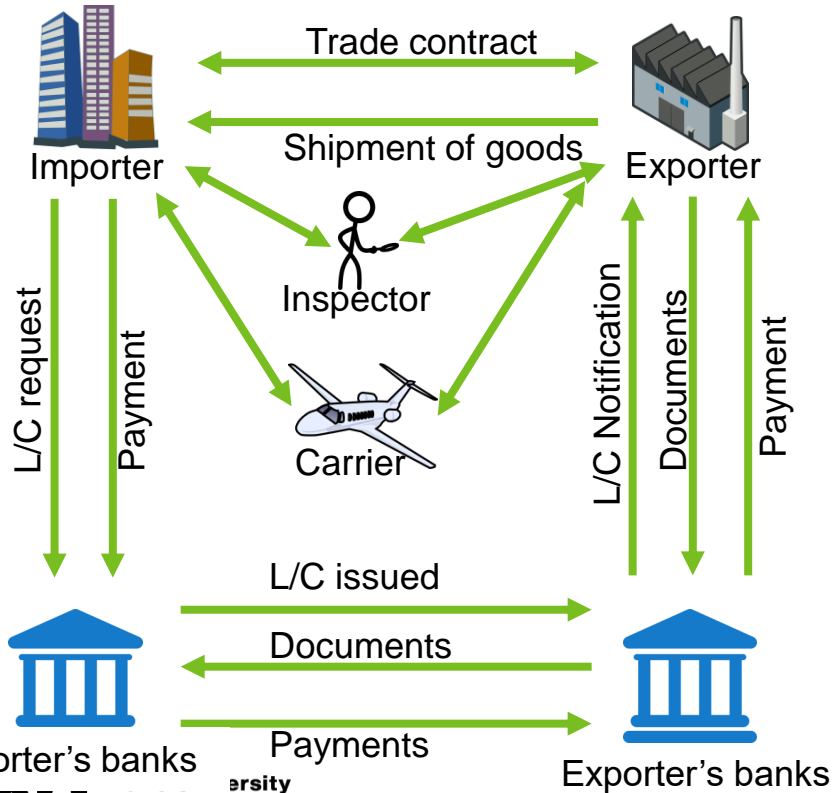 Trade contract
Shipment of goods
Importer
Exporter
Inspector
Carrier
L/C request
Payment
L/C Notification
Documents
Payment
L/C issued
Documents
Payments
orter's banks
Exporter's banks
ersity